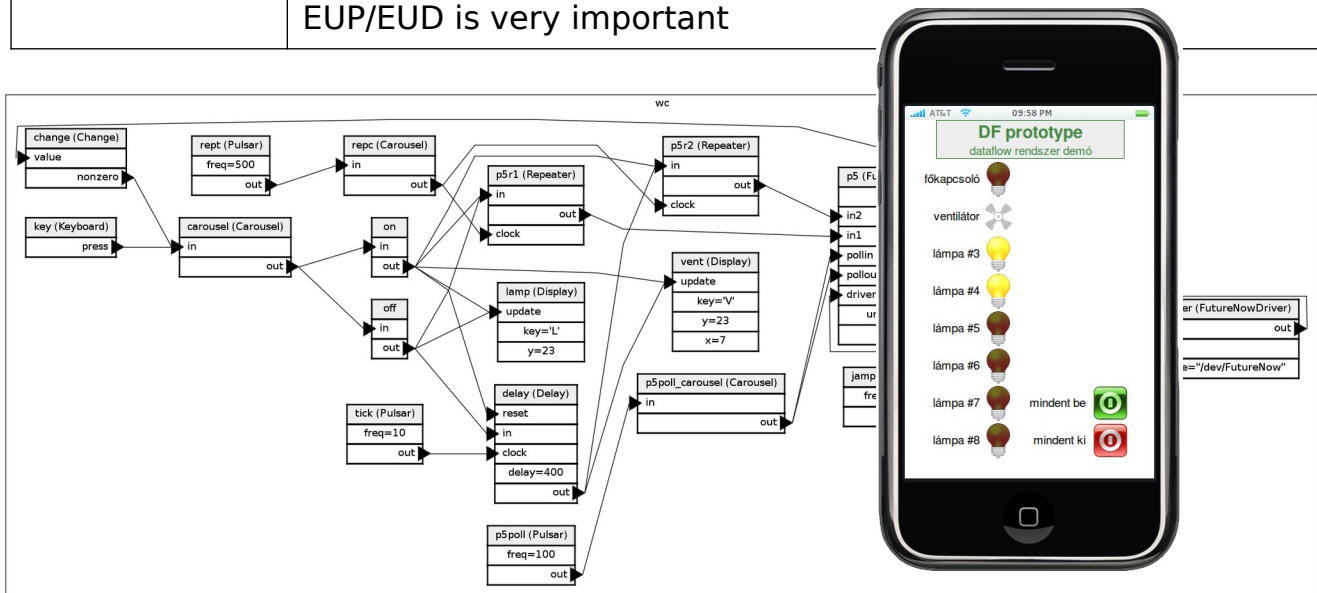 EUP/EUD is very important
wc
change (Change)
value
nonzero
key (Keyboard)
press
rept (Pulsar)
freq=500
out
carousel (Carousel)
in
out
repc (Carousel)
in
out
on
in
out
off
in
out
tick (Pulsar)
freq=10
out
p5r1 (Repeater)
in
out
clock
lamp (Display)
update
key='L'
y=23
delay (Delay)
reset
in
clock
delay=400
out
p5poll (Pulsar)
freq=100
out
p5r2 (Repeater)
in
out
clock
vent (Display)
update
key='V'
y=23
x=7
p5poll_carousel (Carousel)
in
out
p5 (Fu
in2
in1
pollin
pollou
driver
ur
jamp
fre
AT&T 09:58 PM
DF prototype
dataflow rendszer demó
főkapcsoló
ventilátor
lámpa #3
lámpa #4
lámpa #5
lámpa #6
lámpa #7 mindent be
lámpa #8 mindent ki
er (FutureNowDriver)
out
e="/dev/FutureNow"